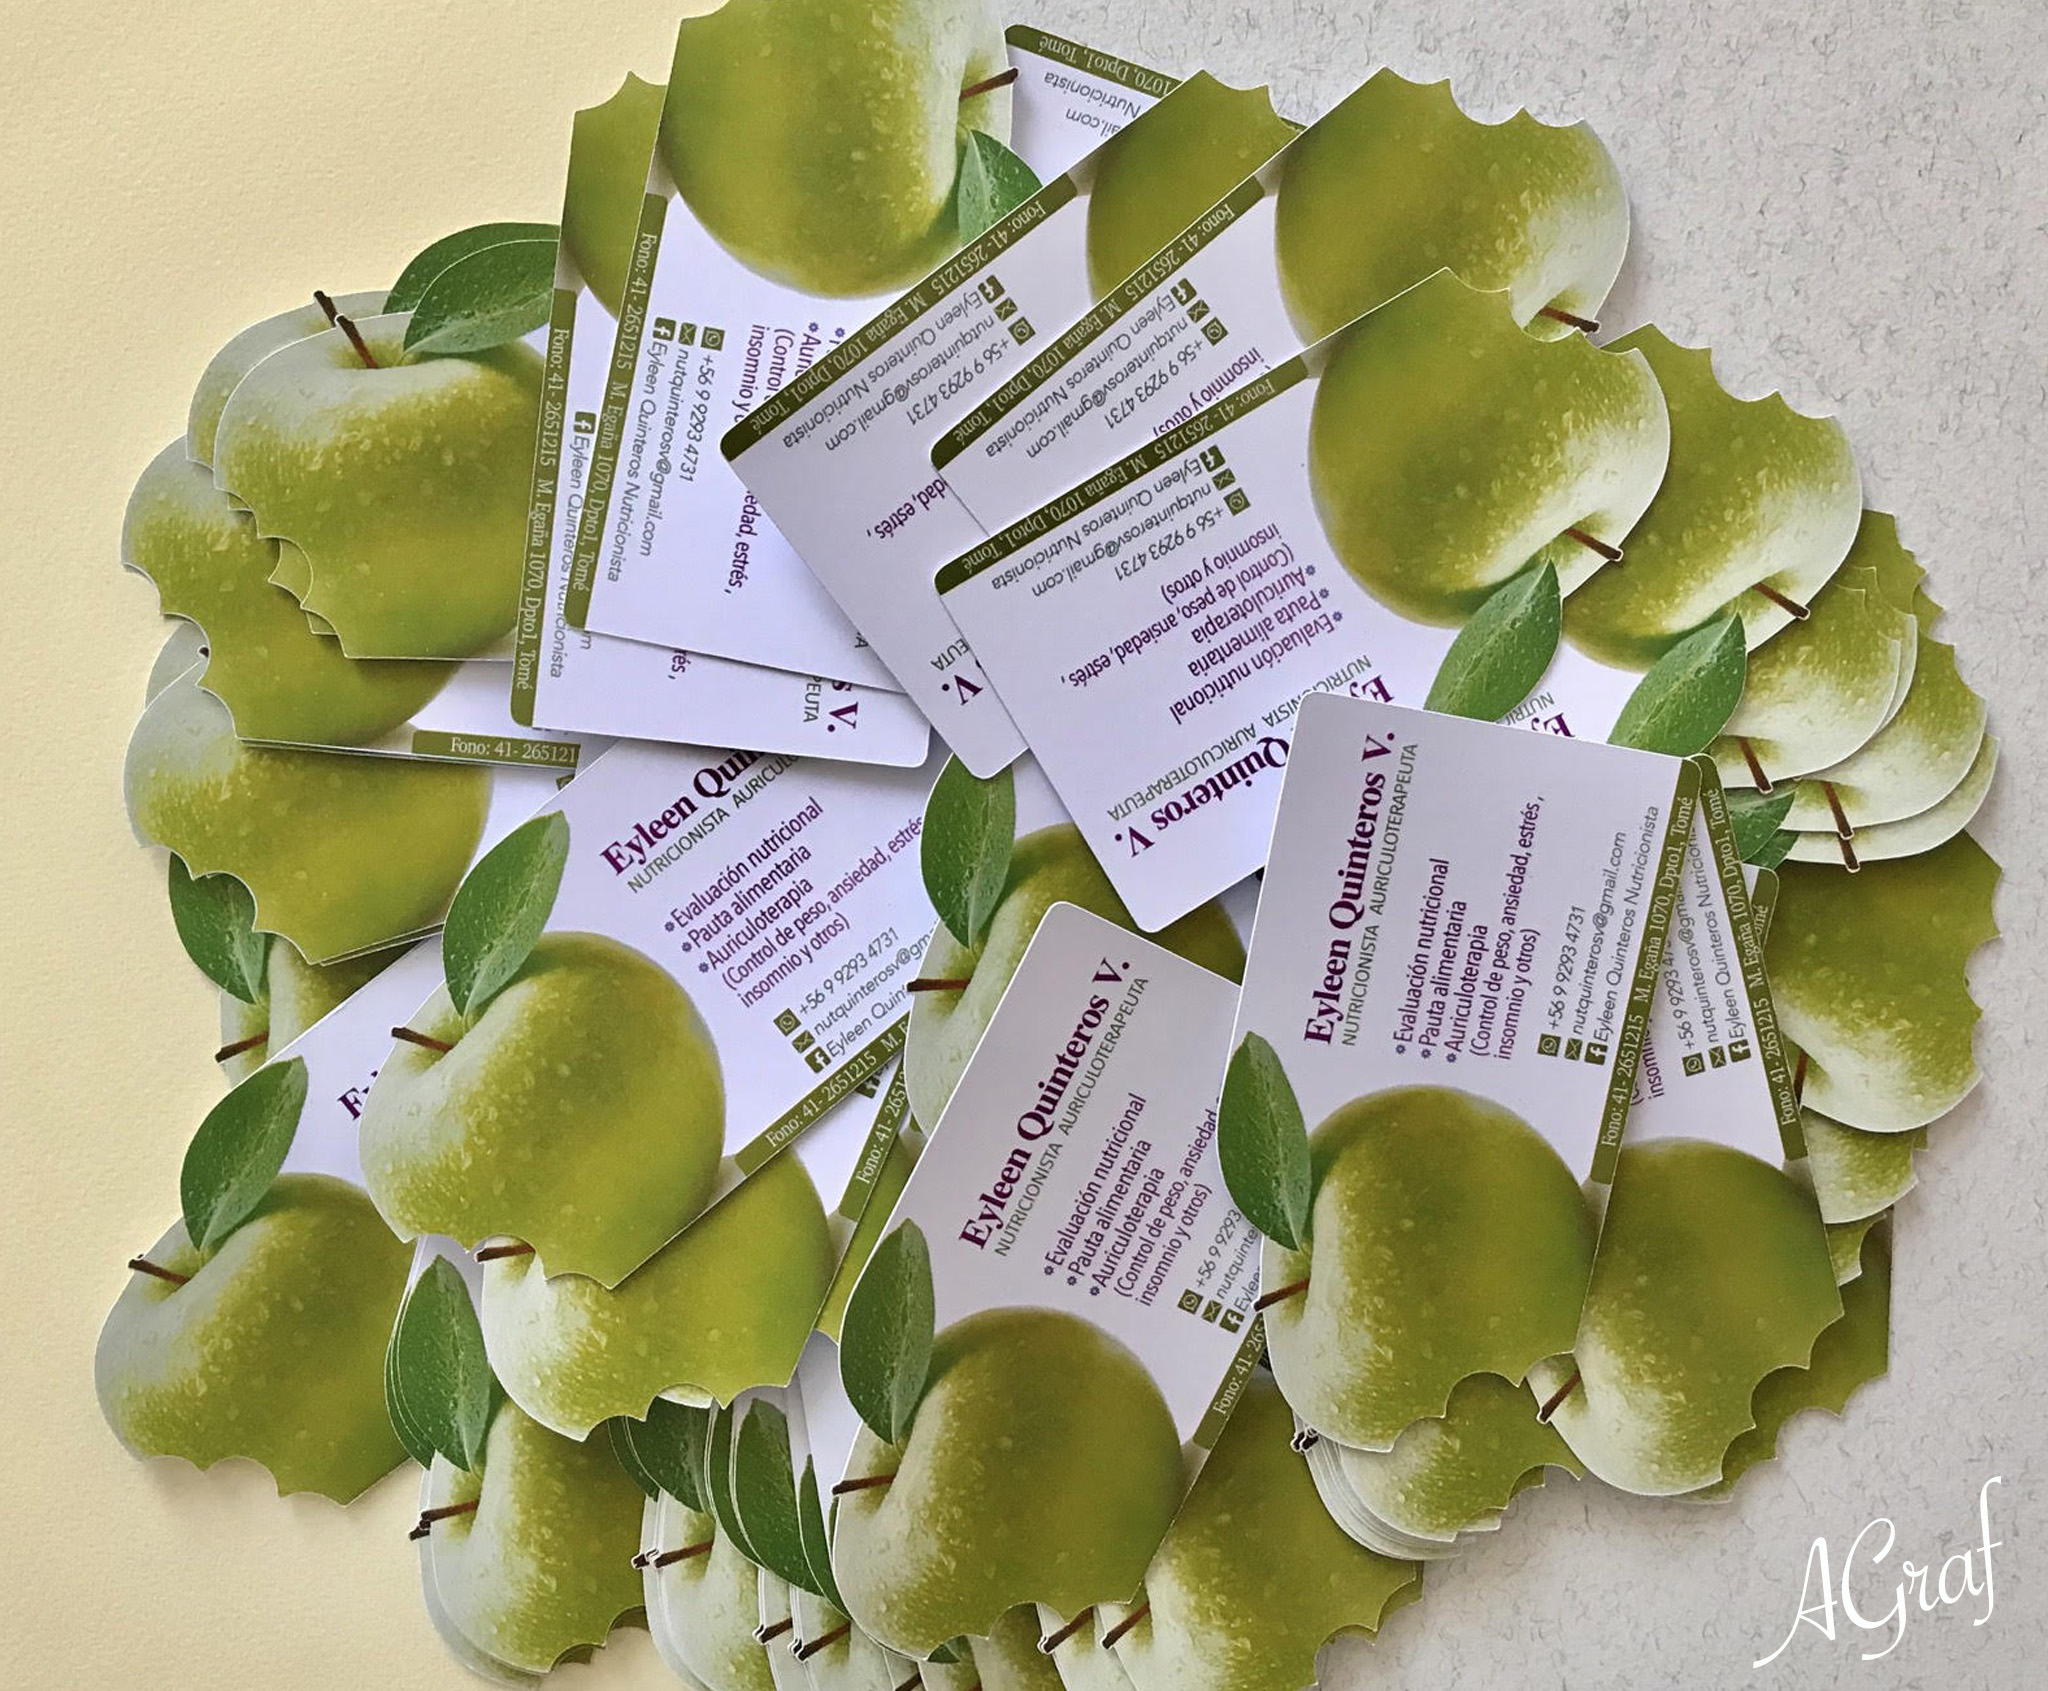 Eyleen Quinteros V.
NUTRICIONISTA AURICULOTERAPEUTA
Evaluación nutricional
Pauta alimentaria
Auriculoterapia
(Control de peso, ansiedad, estrés ,
insomnio y otros)
+56 9 9293 4731
nutquinterosv@gmail.com
Eyleen Quinteros Nutricionista
Fono: 41- 2651215 M. Egaña 1070, Dpto1, Tomé
AGraf